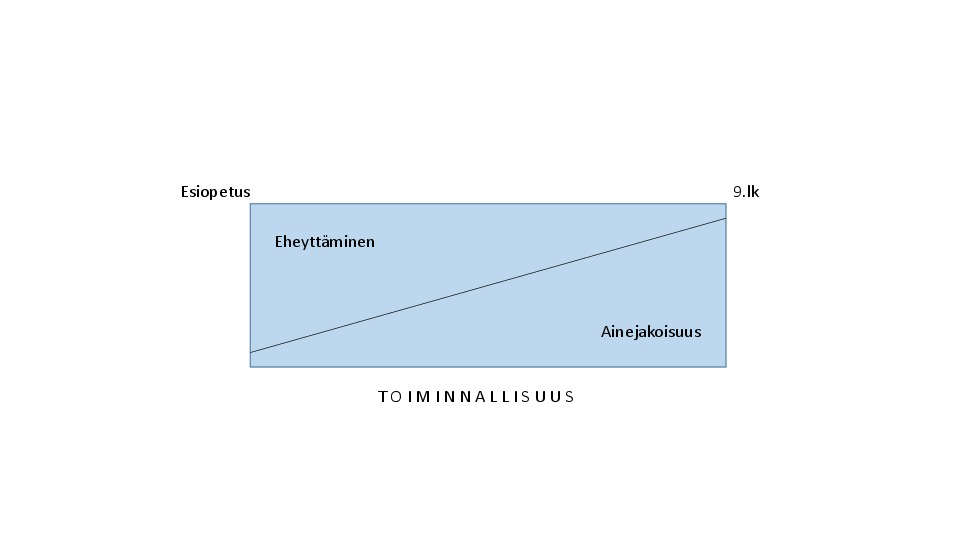 Esiopetus
9.lk
Eheyttäminen
Ainejakoisuus
TOIMINNALLISUUS